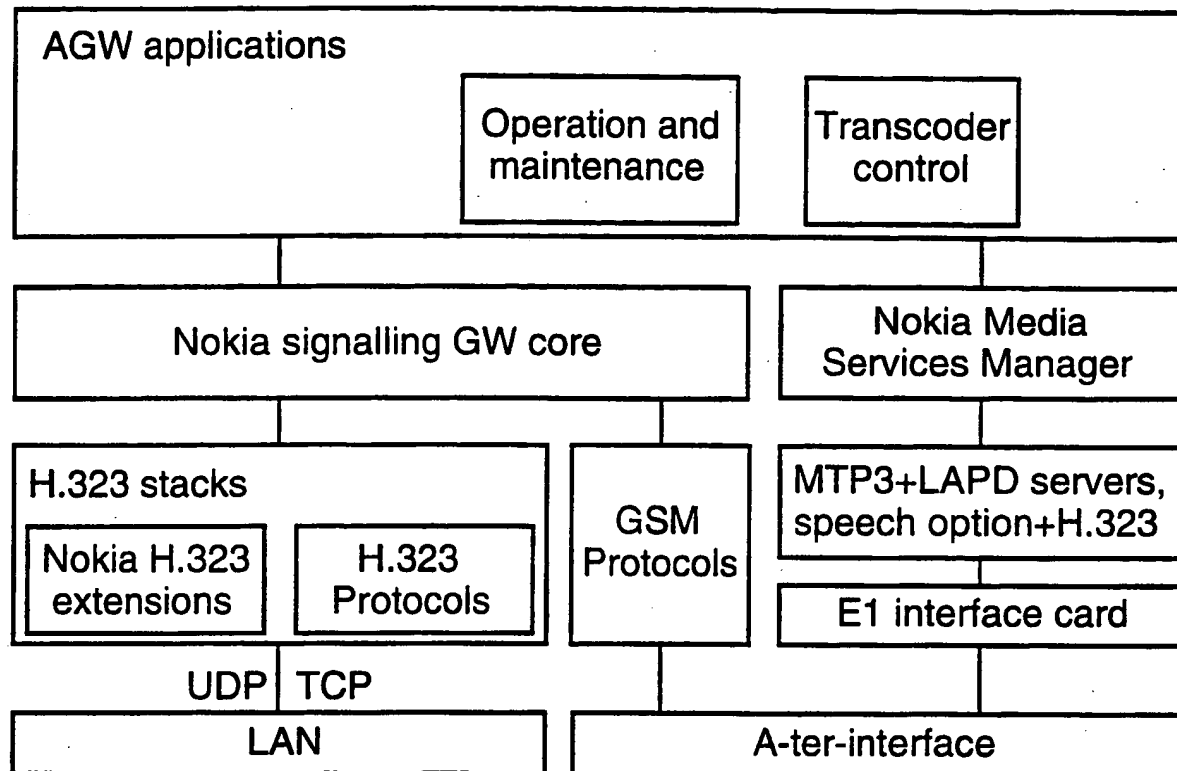 AGW applications
Operation and
maintenance
Transcoder
control
Nokia signalling GW core
Nokia Media
Services Manager
H.323 stacks
Nokia H.323
extensions
H.323
Protocols
GSM
Protocols
MTP3+LAPD servers,
speech option+H.323
E1 interface card
UDP TCP
LAN
A-ter-interface